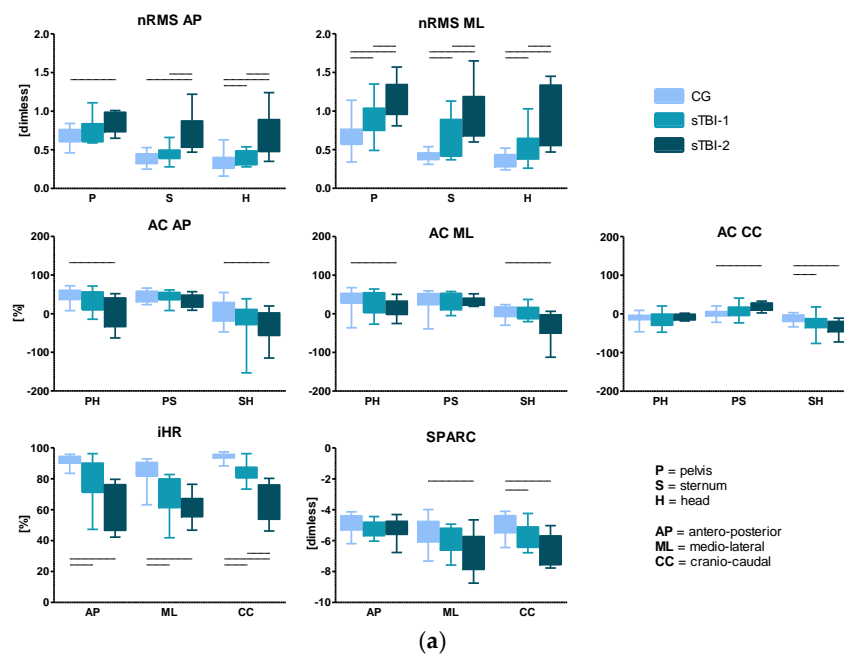 nRMS AP
nRMS ML
[dimless]
2.0
1.5
1.0
0.5
0.0
P
S
H
2.0
1.5
1.0
0.5
0.0
P
S
H
CG
sTBI-1
sTBI-2
AC AP
AC ML
AC CC
[%]
200
100
0
-100
-200
PH
PS
SH
200
100
0
-100
-200
PH
PS
SH
200
100
0
-100
-200
PH
PS
SH
iHR
SPARC
[%]
100
80
60
40
20
0
AP
ML
CC
[dimless]
0
-2
-4
-6
-8
-10
AP
ML
CC
P = pelvis
S = sternum
H = head
AP = antero-posterior
ML = medio-lateral
CC = cranio-caudal
(a)